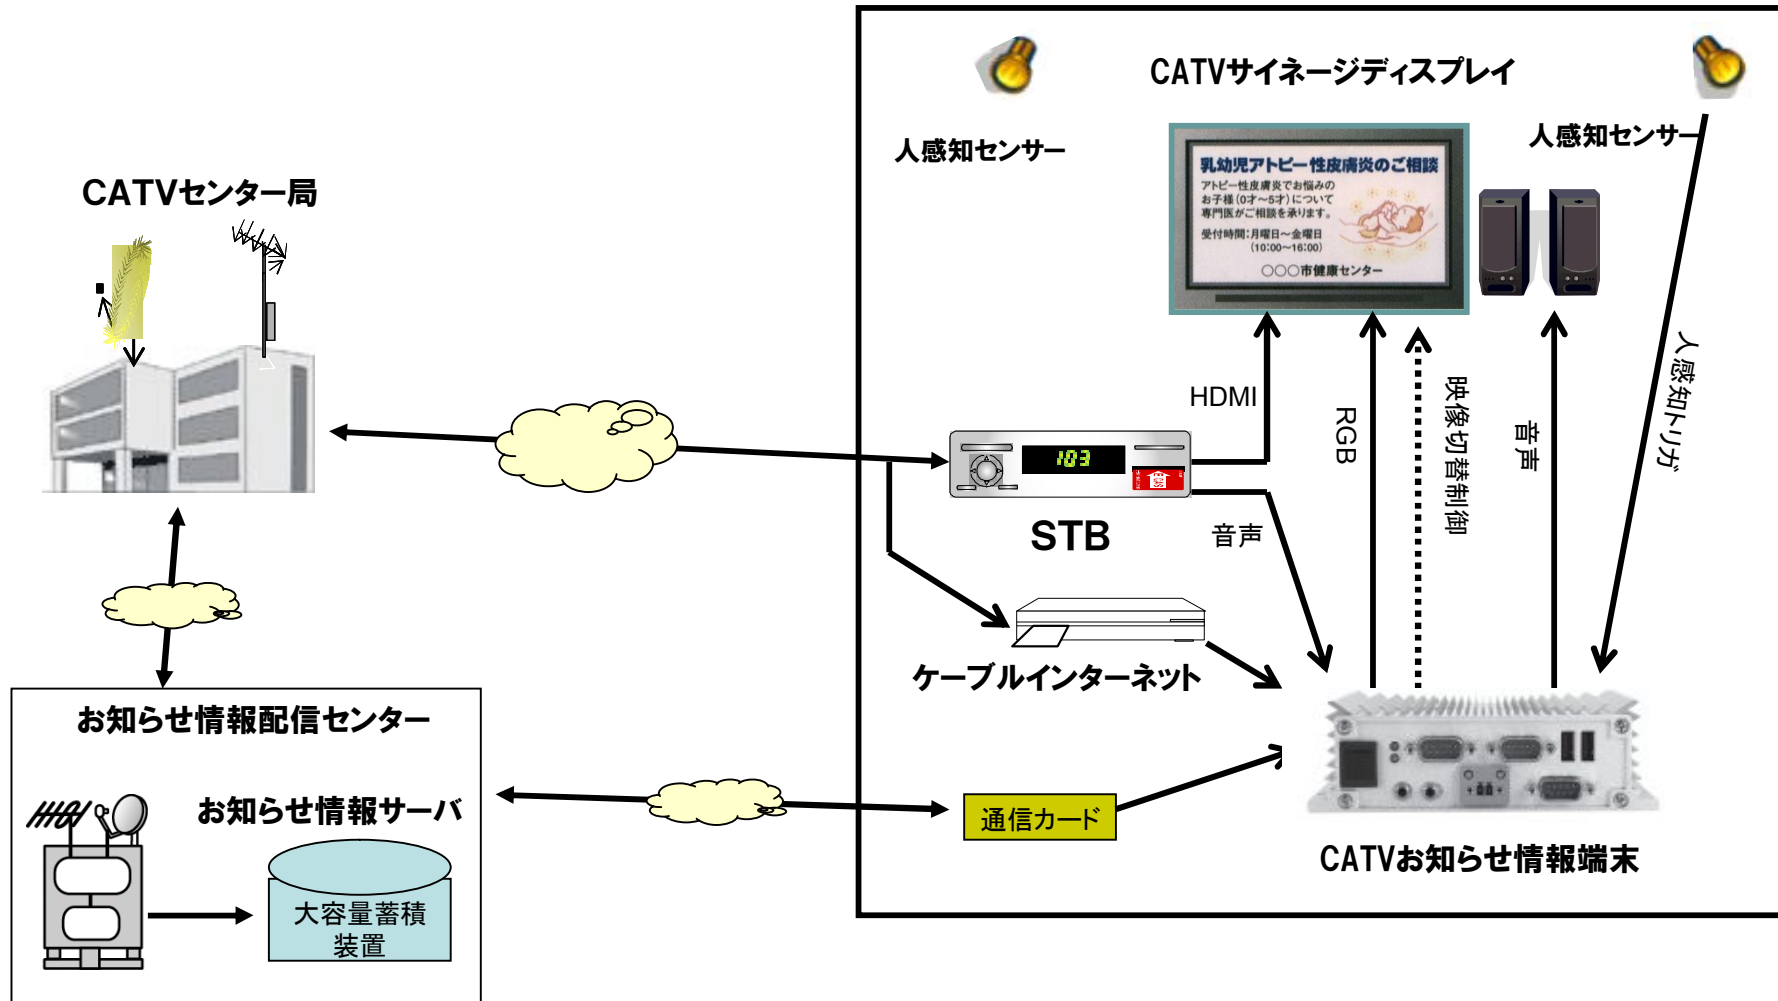 CATVサイネージディスプレイ
人感知センサー
人感知センサー
乳幼児アトピー性皮膚炎のご相談
アトピー性皮膚炎でお悩みの
お子様(0才〜5才)について
専門医がご相談を承ります。
受付時間:月曜日〜金曜日
(10:00〜16:00)
〇〇〇市健康センター
CATVセンター局
HDMI
RGB
映像切替制御
音声
人感知トリガ
183
STB
音声
ケーブルインターネット
お知らせ情報配信センター
お知らせ情報サーバ
大容量蓄積
装置
通信カード
CATVお知らせ情報端末